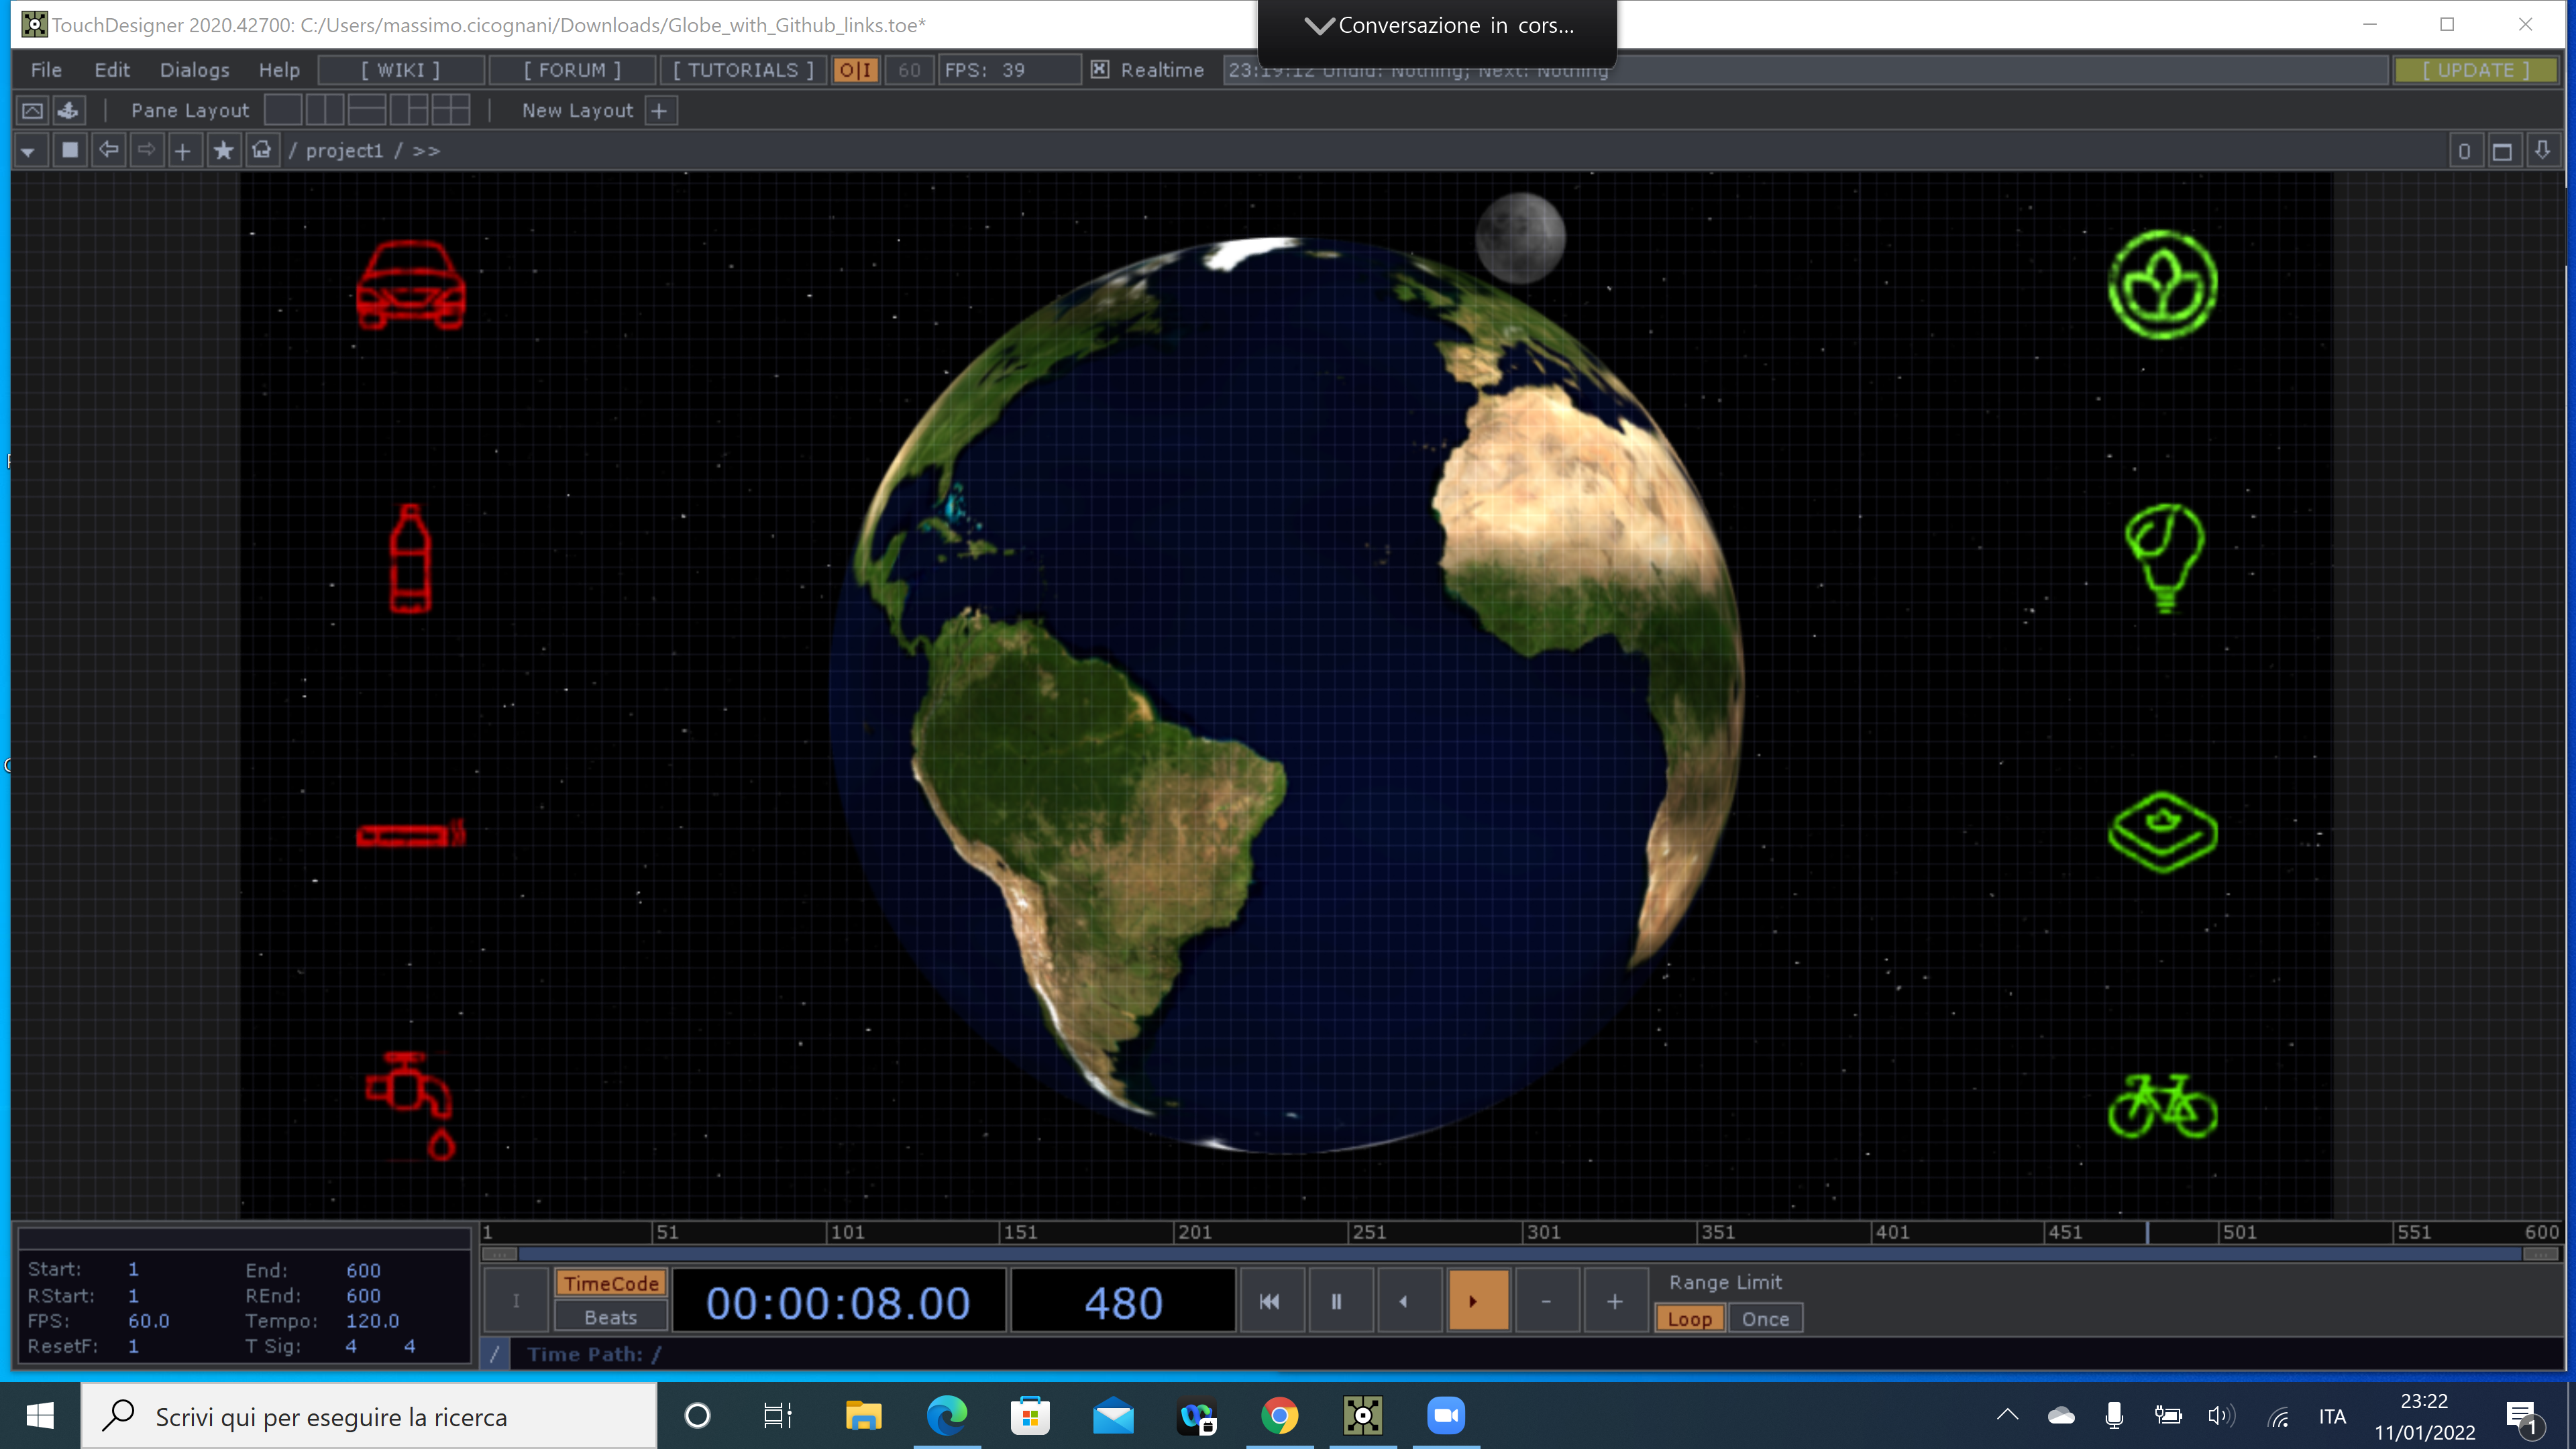 TouchDesigner 2020.42700: C:/Users/massimo.cicognani/Downloads/Globe_with_Github_links.toe*
Conversazione in cors...
File Edit Dialogs Help [ WIKI ] [ FORUM ] [ TUTORIALS ] O|I 60 FPS: 39 Realtime 23:19:12 Undid: Nothing; Next: Nothing [ UPDATE ]
Pane Layout New Layout +
/ project1 / >> 0
1 51 101 151 201 251 301 351 401 451 501 551 600
Start: 1 End: 600
RStart: 1 REnd: 600
FPS: 60.0 Tempo: 120.0
ResetF: 1 T Sig: 4 4
I TimeCode 00:00:08.00 480 - + Range Limit
Beats Loop Once
/ Time Path: /
Scrivi qui per eseguire la ricerca
ITA
23:22
11/01/2022
1